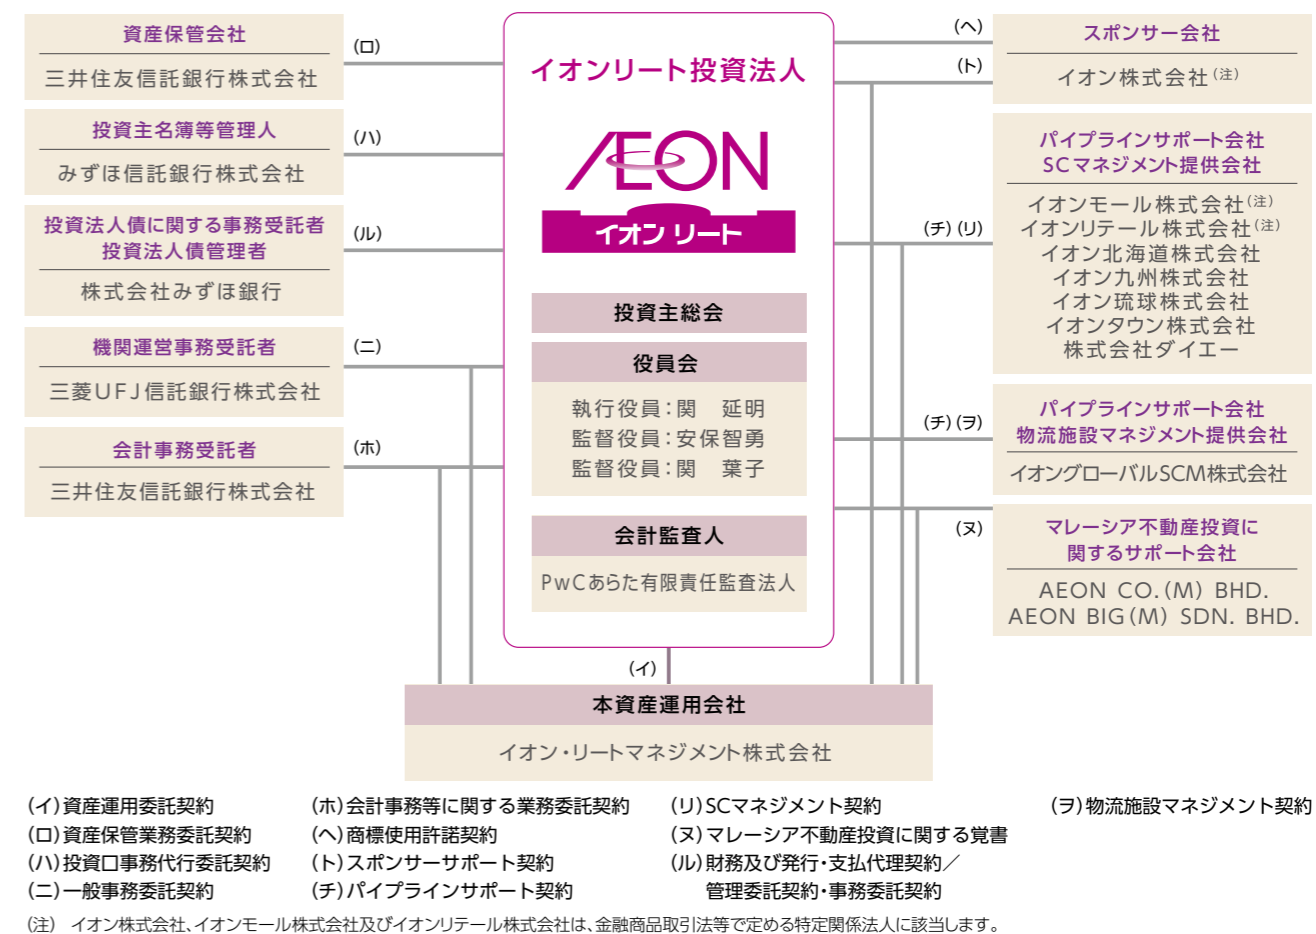 資産保管会社
三井住友信託銀行株式会社
(ロ)
投資主名簿等管理人
みずほ信託銀行株式会社
(ハ)
投資法人債に関する事務受託者
投資法人債管理者
株式会社みずほ銀行
(ル)
機関運営事務受託者
三菱UFJ信託銀行株式会社
(ニ)
会計事務受託者
三井住友信託銀行株式会社
(ホ)
イオンリート投資法人
AEON
イオン リート
投資主総会
役員会
執行役員:関 延明
監督役員:安保智勇
監督役員:関 葉子
会計監査人
PwCあらた有限責任監査法人
(イ)
本資産運用会社
イオン・リートマネジメント株式会社
(ヘ)
(ト)
スポンサー会社
イオン株式会社(注)
(チ)(リ)
パイプラインサポート会社
SCマネジメント提供会社
イオンモール株式会社(注)
イオンリテール株式会社(注)
イオン北海道株式会社
イオン九州株式会社
イオン琉球株式会社
イオンタウン株式会社
株式会社ダイエー
(チ)(ヲ)
パイプラインサポート会社
物流施設マネジメント提供会社
イオングローバルSCM株式会社
(ヌ)
マレーシア不動産投資に
関するサポート会社
AEON CO.(M) BHD.
AEON BIG(M) SDN. BHD.
(イ)資産運用委託契約
(ロ)資産保管業務委託契約
(ハ)投資口事務代行委託契約
(ニ)一般事務委託契約
(ホ)会計事務等に関する業務委託契約
(ヘ)商標使用許諾契約
(ト)スポンサーサポート契約
(チ)パイプラインサポート契約
(リ)SCマネジメント契約
(ヌ)マレーシア不動産投資に関する覚書
(ル)財務及び発行・支払代理契約/
管理委託契約・事務委託契約
(ヲ)物流施設マネジメント契約
(注) イオン株式会社、イオンモール株式会社及びイオンリテール株式会社は、金融商品取引法等で定める特定関係法人に該当します。